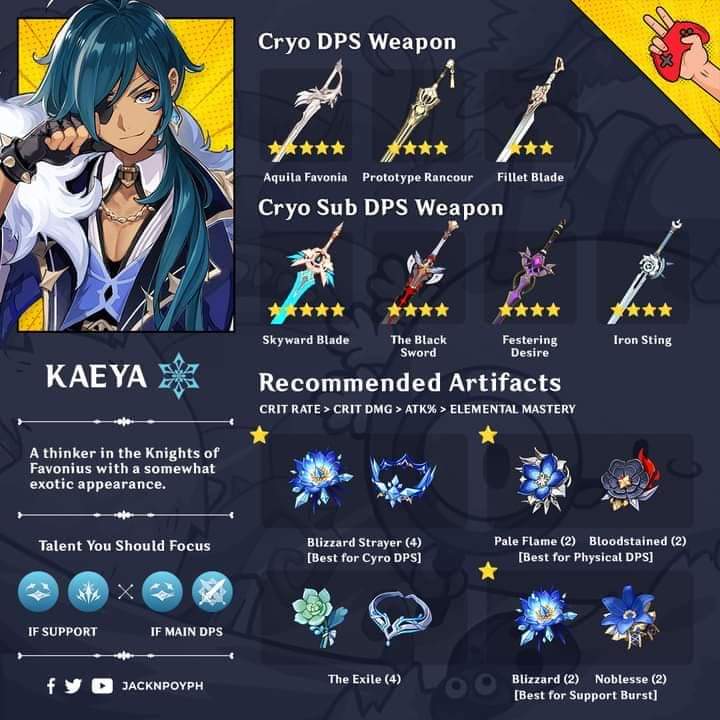 Cryo DPS Weapon
Aquila Favonia
Prototype Rancour
Fillet Blade
Cryo Sub DPS Weapon
Skyward Blade
The Black
Sword
Festering
Desire
Iron Sting
KAEYA
A thinker in the Knights of
Favonius with a somewhat
exotic appearance.
Talent You Should Focus
IF SUPPORT
IF MAIN DPS
JACKNPOYPH
Recommended Artifacts
CRIT RATE > CRIT DMG > ATK% > ELEMENTAL MASTERY
Blizzard Strayer (4)
[Best for Cyro DPS]
Pale Flame (2) Bloodstained (2)
[Best for Physical DPS]
The Exile (4)
Blizzard (2) Noblesse (2)
[Best for Support Burst]